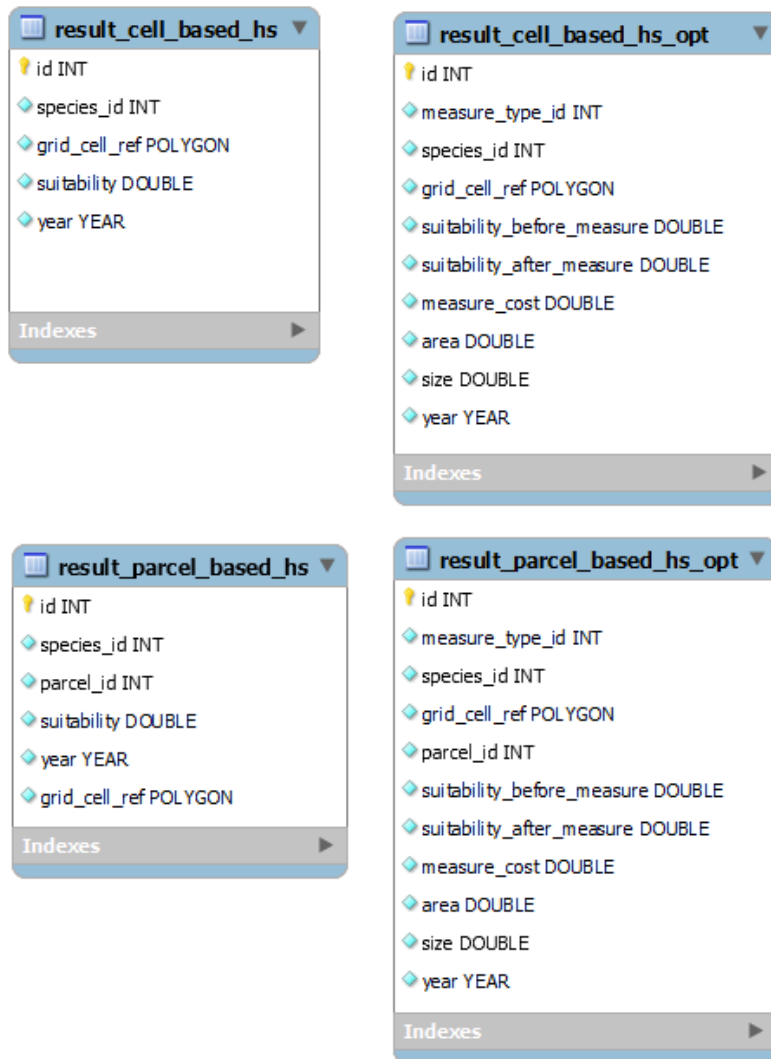 result_cell_based_hs
id INT
species_id INT
grid_cell_ref POLYGON
suitability DOUBLE
year YEAR
Indexes
result_cell_based_hs_opt
id INT
measure_type_id INT
species_id INT
grid_cell_ref POLYGON
suitability_before_measure DOUBLE
suitability_after_measure DOUBLE
measure_cost DOUBLE
area DOUBLE
size DOUBLE
year YEAR
Indexes
result_parcel_based_hs
id INT
species_id INT
parcel_id INT
suitability DOUBLE
year YEAR
grid_cell_ref POLYGON
Indexes
result_parcel_based_hs_opt
id INT
measure_type_id INT
species_id INT
grid_cell_ref POLYGON
parcel_id INT
suitability_before_measure DOUBLE
suitability_after_measure DOUBLE
measure_cost DOUBLE
area DOUBLE
size DOUBLE
year YEAR
Indexes